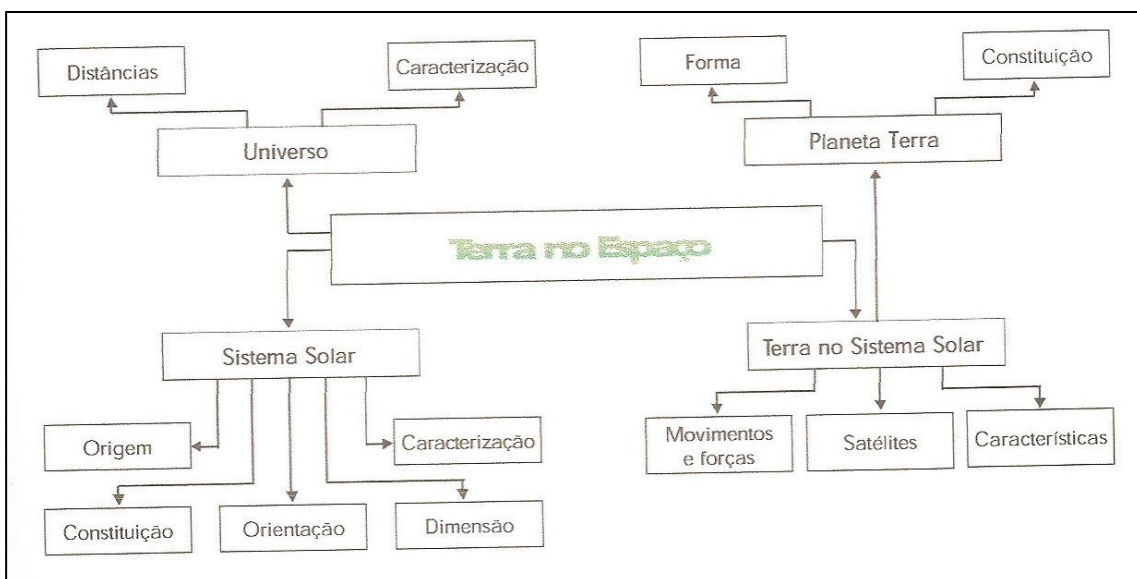 Distâncias
Caracterização
Universo
Forma
Constituição
Planeta Terra
Terra no Espaço
Sistema Solar
Origem
Caracterização
Constituição
Orientação
Dimensão
Terra no Sistema Solar
Movimentos
e forças
Satélites
Características